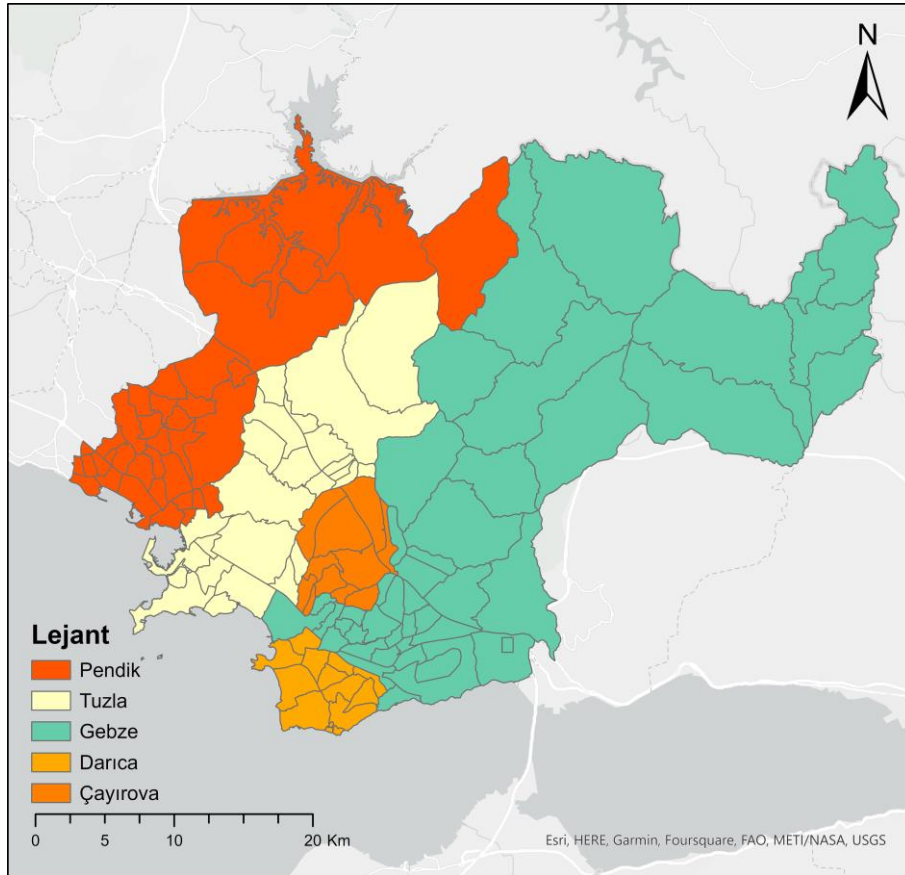 N
Lejant
Pendik
Tuzla
Gebze
Darıca
Çayırova
0 5 10 20 Km
Esri, HERE, Garmin, Foursquare, FAO, METI/NASA, USGS